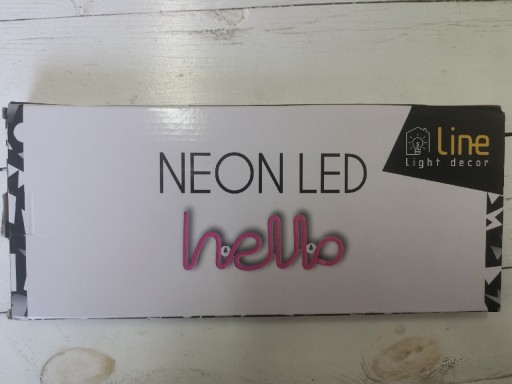 line
light decor
NEON LED
hello